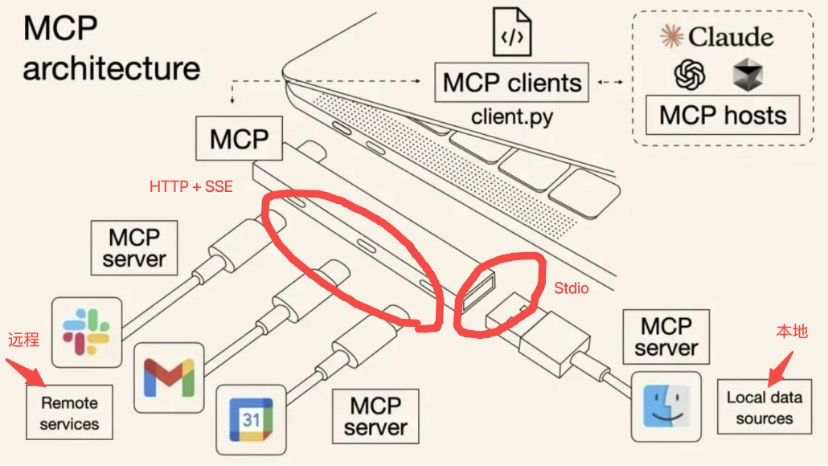 MCP
architecture
</>
Claude
MCP clients
client.py
MCP hosts
MCP
HTTP + SSE
MCP
server
Stdio
远程
Remote
services
31
MCP
server
MCP
server
本地
Local data
sources